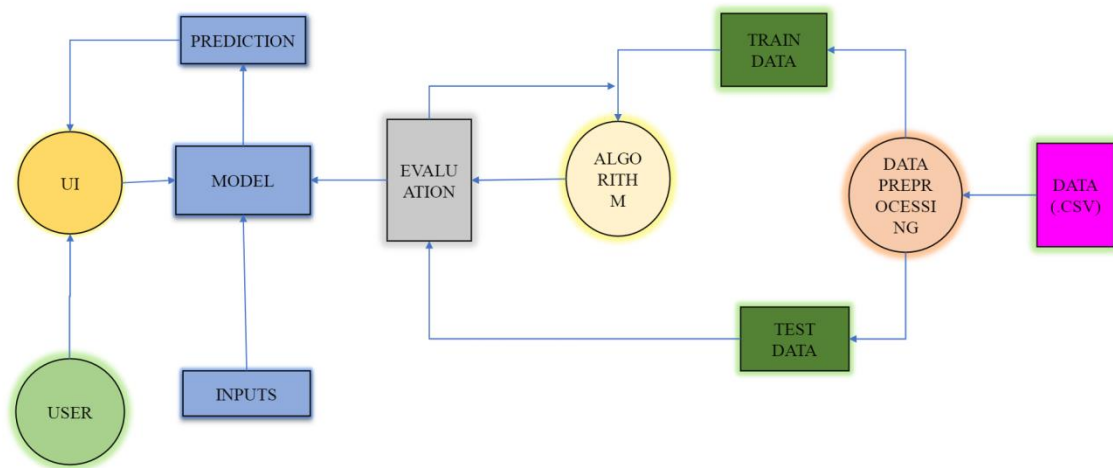 PREDICTION
TRAIN
DATA
UI
MODEL
EVALU
ATION
ALGO
RITH
M
DATA
PREPR
OCESSI
NG
DATA
(.CSV)
TEST
DATA
USER
INPUTS